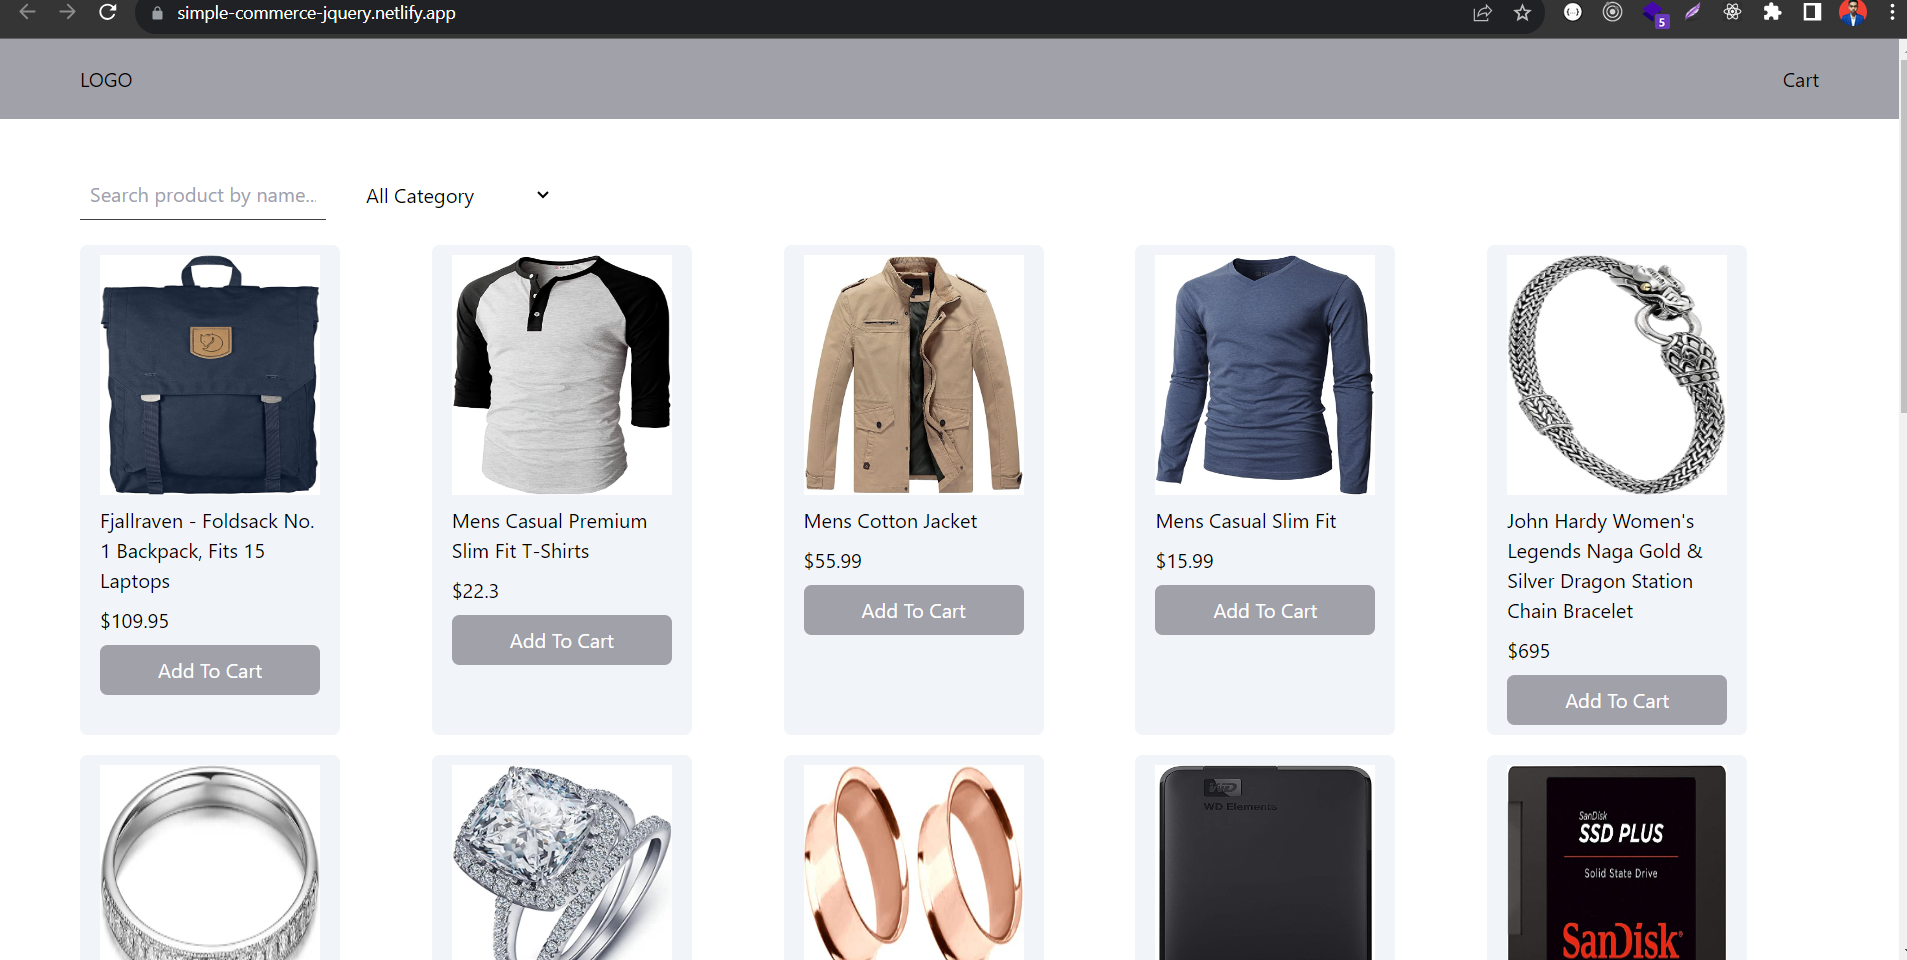 simple-commerce-jquery.netlify.app
5
LOGO
Cart
Search product by name...
All Category
Fjallraven - Foldsack No.
1 Backpack, Fits 15
Laptops
$109.95
Add To Cart
Mens Casual Premium
Slim Fit T-Shirts
$22.3
Add To Cart
Mens Cotton Jacket
$55.99
Add To Cart
Mens Casual Slim Fit
$15.99
Add To Cart
John Hardy Women's
Legends Naga Gold &
Silver Dragon Station
Chain Bracelet
$695
Add To Cart
WD
WD Elements
SanDisk
SSD PLUS
Solid State Drive
SanDisk